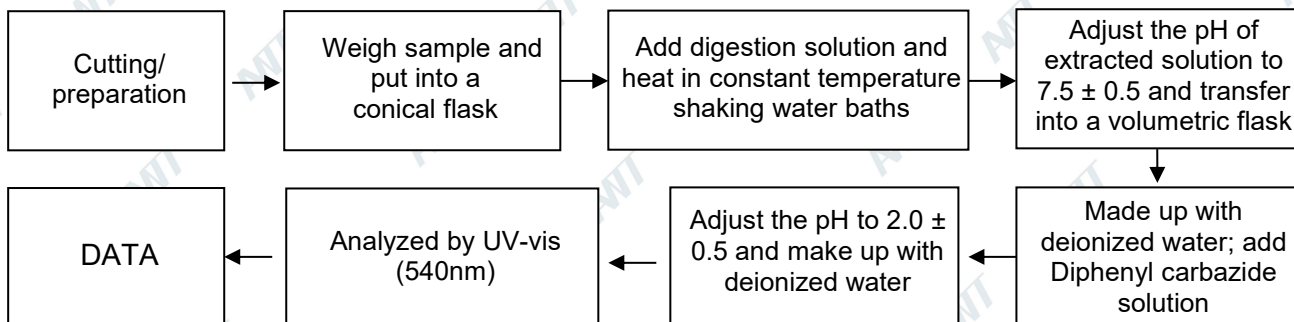 Cutting/
preparation
Weigh sample and
put into a
conical flask
Add digestion solution and
heat in constant temperature
shaking water baths
Adjust the pH of
extracted solution to
7.5 ± 0.5 and transfer
into a volumetric flask
Made up with
deionized water; add
Diphenyl carbazide
solution
Adjust the pH to 2.0 ±
0.5 and make up with
deionized water
Analyzed by UV-vis
(540nm)
DATA